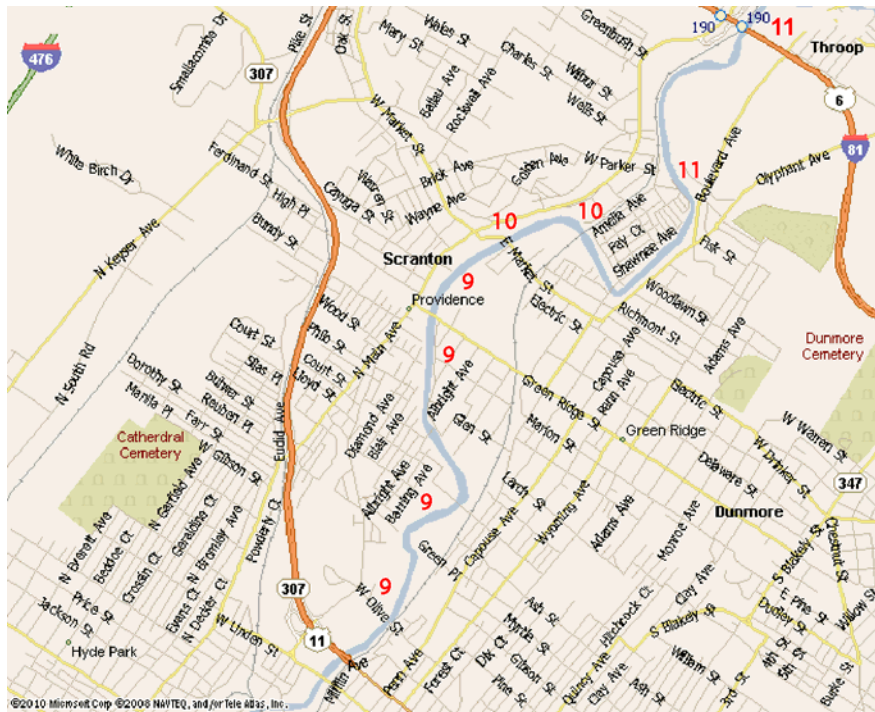 Smallacombe Dr
Pike St
Oak St
Mary St
Wales St
Charles St
Greenbush St
190
190
11
Throop
476
307
Ballau Ave
Rockwell Ave
Wilbur St
Wells St
6
81
W Market St
White Birch Dr
Ferdinand St
High Pl
Cayuga St
Warren St
Brick Ave
Golden Ave
W Parker St
11
Boulevard Ave
Olyphant Ave
Wayne Ave
Bundy St
10
10
Amelia Ave
Fay Ct
Shawnee Ave
Fisk St
N Keyser Ave
Scranton
E Market St
9
Providence
Electric St
Woodlawn St
Richmont St
Wood St
Philo St
Court St
Lloyd St
N Main Ave
Court St
Silas Pl
9
Albright Ave
Capouse Ave
Penn Ave
Adams Ave
Dunmore
Cemetery
N South Rd
Dorothy St
Manila Pl
Bulwer St
Reuben Pl
Farr St
W Gibson St
Euclid Ave
Diamond Ave
Blair Ave
Glen St
Green Ridge St
Marion St
Electric St
Green Ridge
W Warren St
Catherdral
Cemetery
W Drinker St
Delaware St
347
Albright Ave
Barring Ave
9
Larch St
Dunmore
N Garfield Ave
N Everett Ave
Beddoe Ct
Crossin Ct
Geraldine Ct
N Bromley Ave
Evans Ct
N Decker Ct
Powderly Ct
Capouse Ave
Wyoming Ave
Adams Ave
Monroe Ave
Chestnut St
S Blakely St
Green Pl
9
Price St
Jackson St
307
W Olive St
Ash St
Myrtle St
Hitchcock Ct
Clay Ave
S Blakely St
Dudley St
E Pine St
Willow St
Hyde Park
W Linden St
11
Mifflin Ave
Penn Ave
Forest Ct
Dix Ct
Gibson St
Pine St
Quincy Ave
Clay Ave
Ash St
William St
3rd St
4th St
5th St
Burke St
©2010 Microsoft Corp ©2008 NAVTEQ, and/or Tele Atlas, Inc.